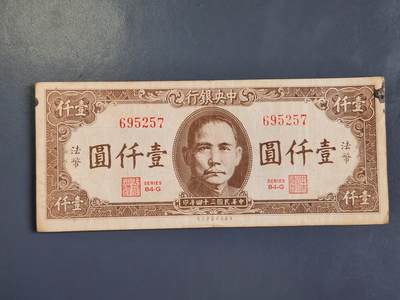 壹仟 中央銀行 壹仟
695257 695257
法幣 壹仟圓 壹仟圓 法幣
SERIES 84-G SERIES 84-G
壹仟 中華民國三十四年印 壹仟